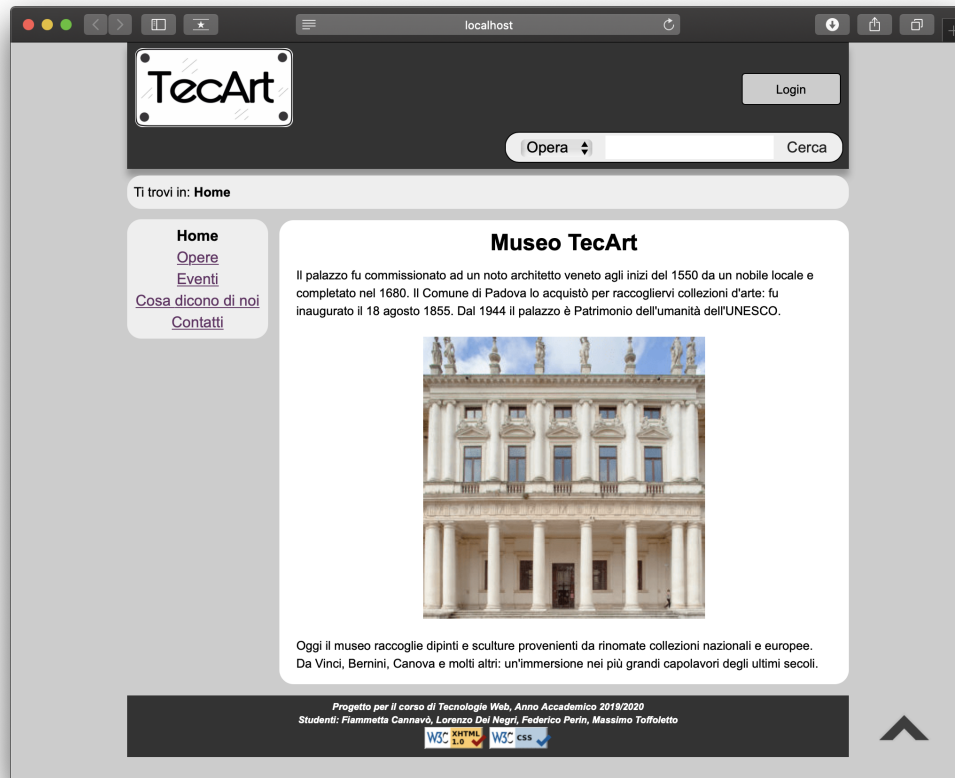 localhost
TecArt
Login
Opera
Cerca
Ti trovi in: Home
Home
Opere
Eventi
Cosa dicono di noi
Contatti
Museo TecArt
Il palazzo fu commissionato ad un noto architetto veneto agli inizi del 1550 da un nobile locale e
completato nel 1680. Il Comune di Padova lo acquistò per raccogliervi collezioni d'arte: fu
inaugurato il 18 agosto 1855. Dal 1944 il palazzo è Patrimonio dell'umanità dell'UNESCO.
Oggi il museo raccoglie dipinti e sculture provenienti da rinomate collezioni nazionali e europee.
Da Vinci, Bernini, Canova e molti altri: un'immersione nei più grandi capolavori degli ultimi secoli.
Progetto per il corso di Tecnologie Web, Anno Accademico 2019/2020
Studenti: Fiammetta Cannavò, Lorenzo Dei Negri, Federico Perin, Massimo Toffoletto
W3C XHTML 1.0
W3C css